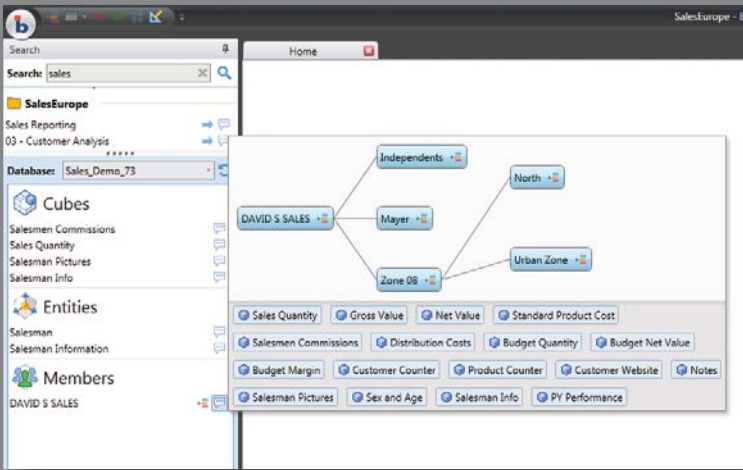 SalesEurope - B
Search
Home
Search: sales
SalesEurope
Sales Reporting
03 - Customer Analysis
Database: Sales_Demo_73
Cubes
Salesmen Commissions
Sales Quantity
Salesman Pictures
Salesman Info
Entities
Salesman
Salesman Information
Members
DAVID S SALES
Independents
North
DAVID S SALES
Mayer
Urban Zone
Zone 08
Sales Quantity Gross Value Net Value Standard Product Cost
Salesmen Commissions Distribution Costs Budget Quantity Budget Net Value
Budget Margin Customer Counter Product Counter Customer Website Notes
Salesman Pictures Sex and Age Salesman Info PY Performance